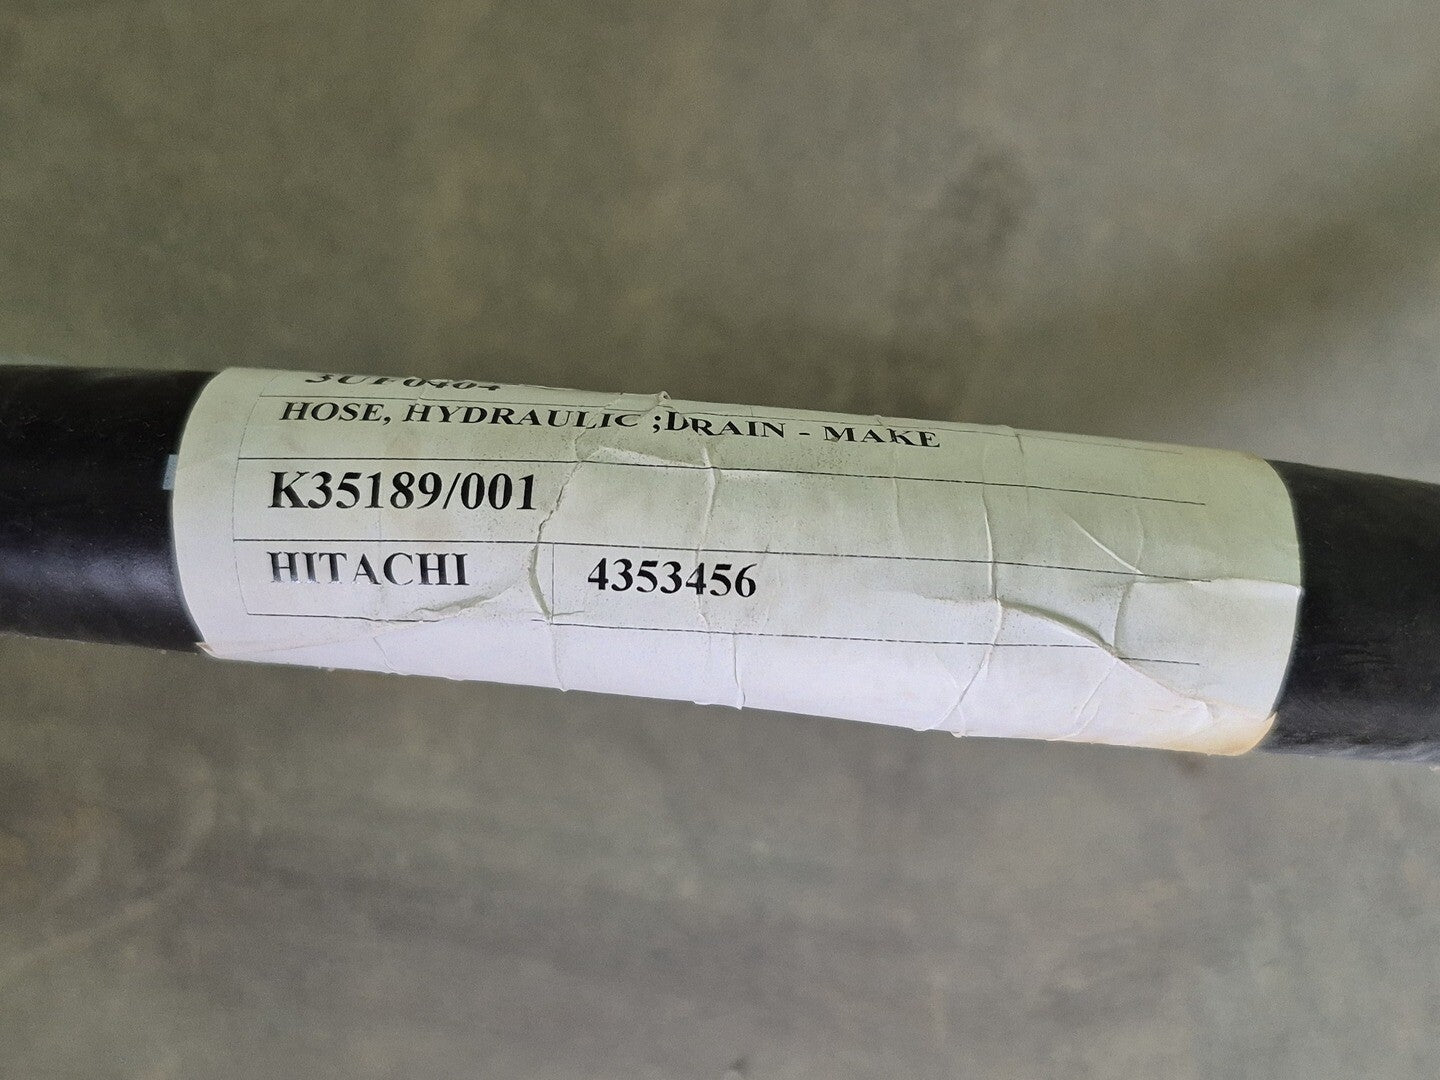 HOSE, HYDRAULIC ;DRAIN - MAKE
K35189/001
HITACHI 4353456